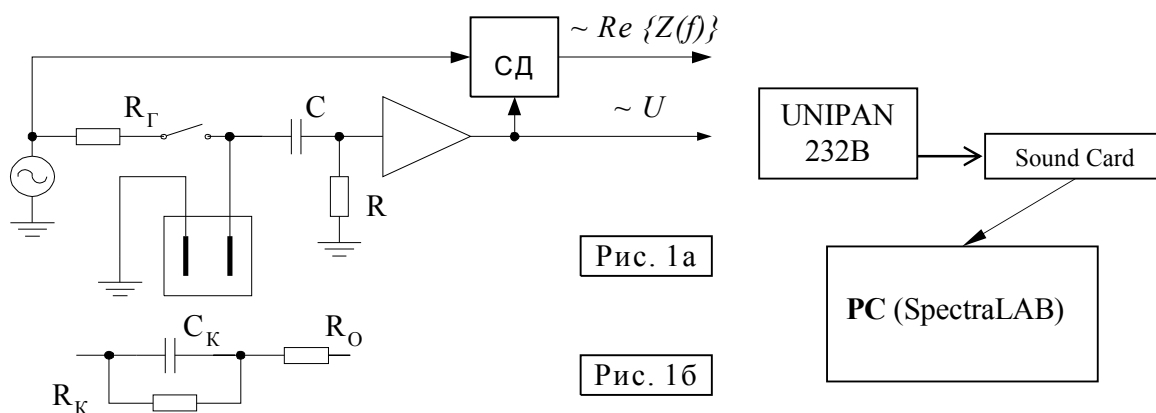 ~ Re {Z(f)}
СД
R_Г
C
~ U
R
UNIPAN
232B
Sound Card
Рис. 1а
PC (SpectraLAB)
C_К
R_О
R_К
Рис. 1б